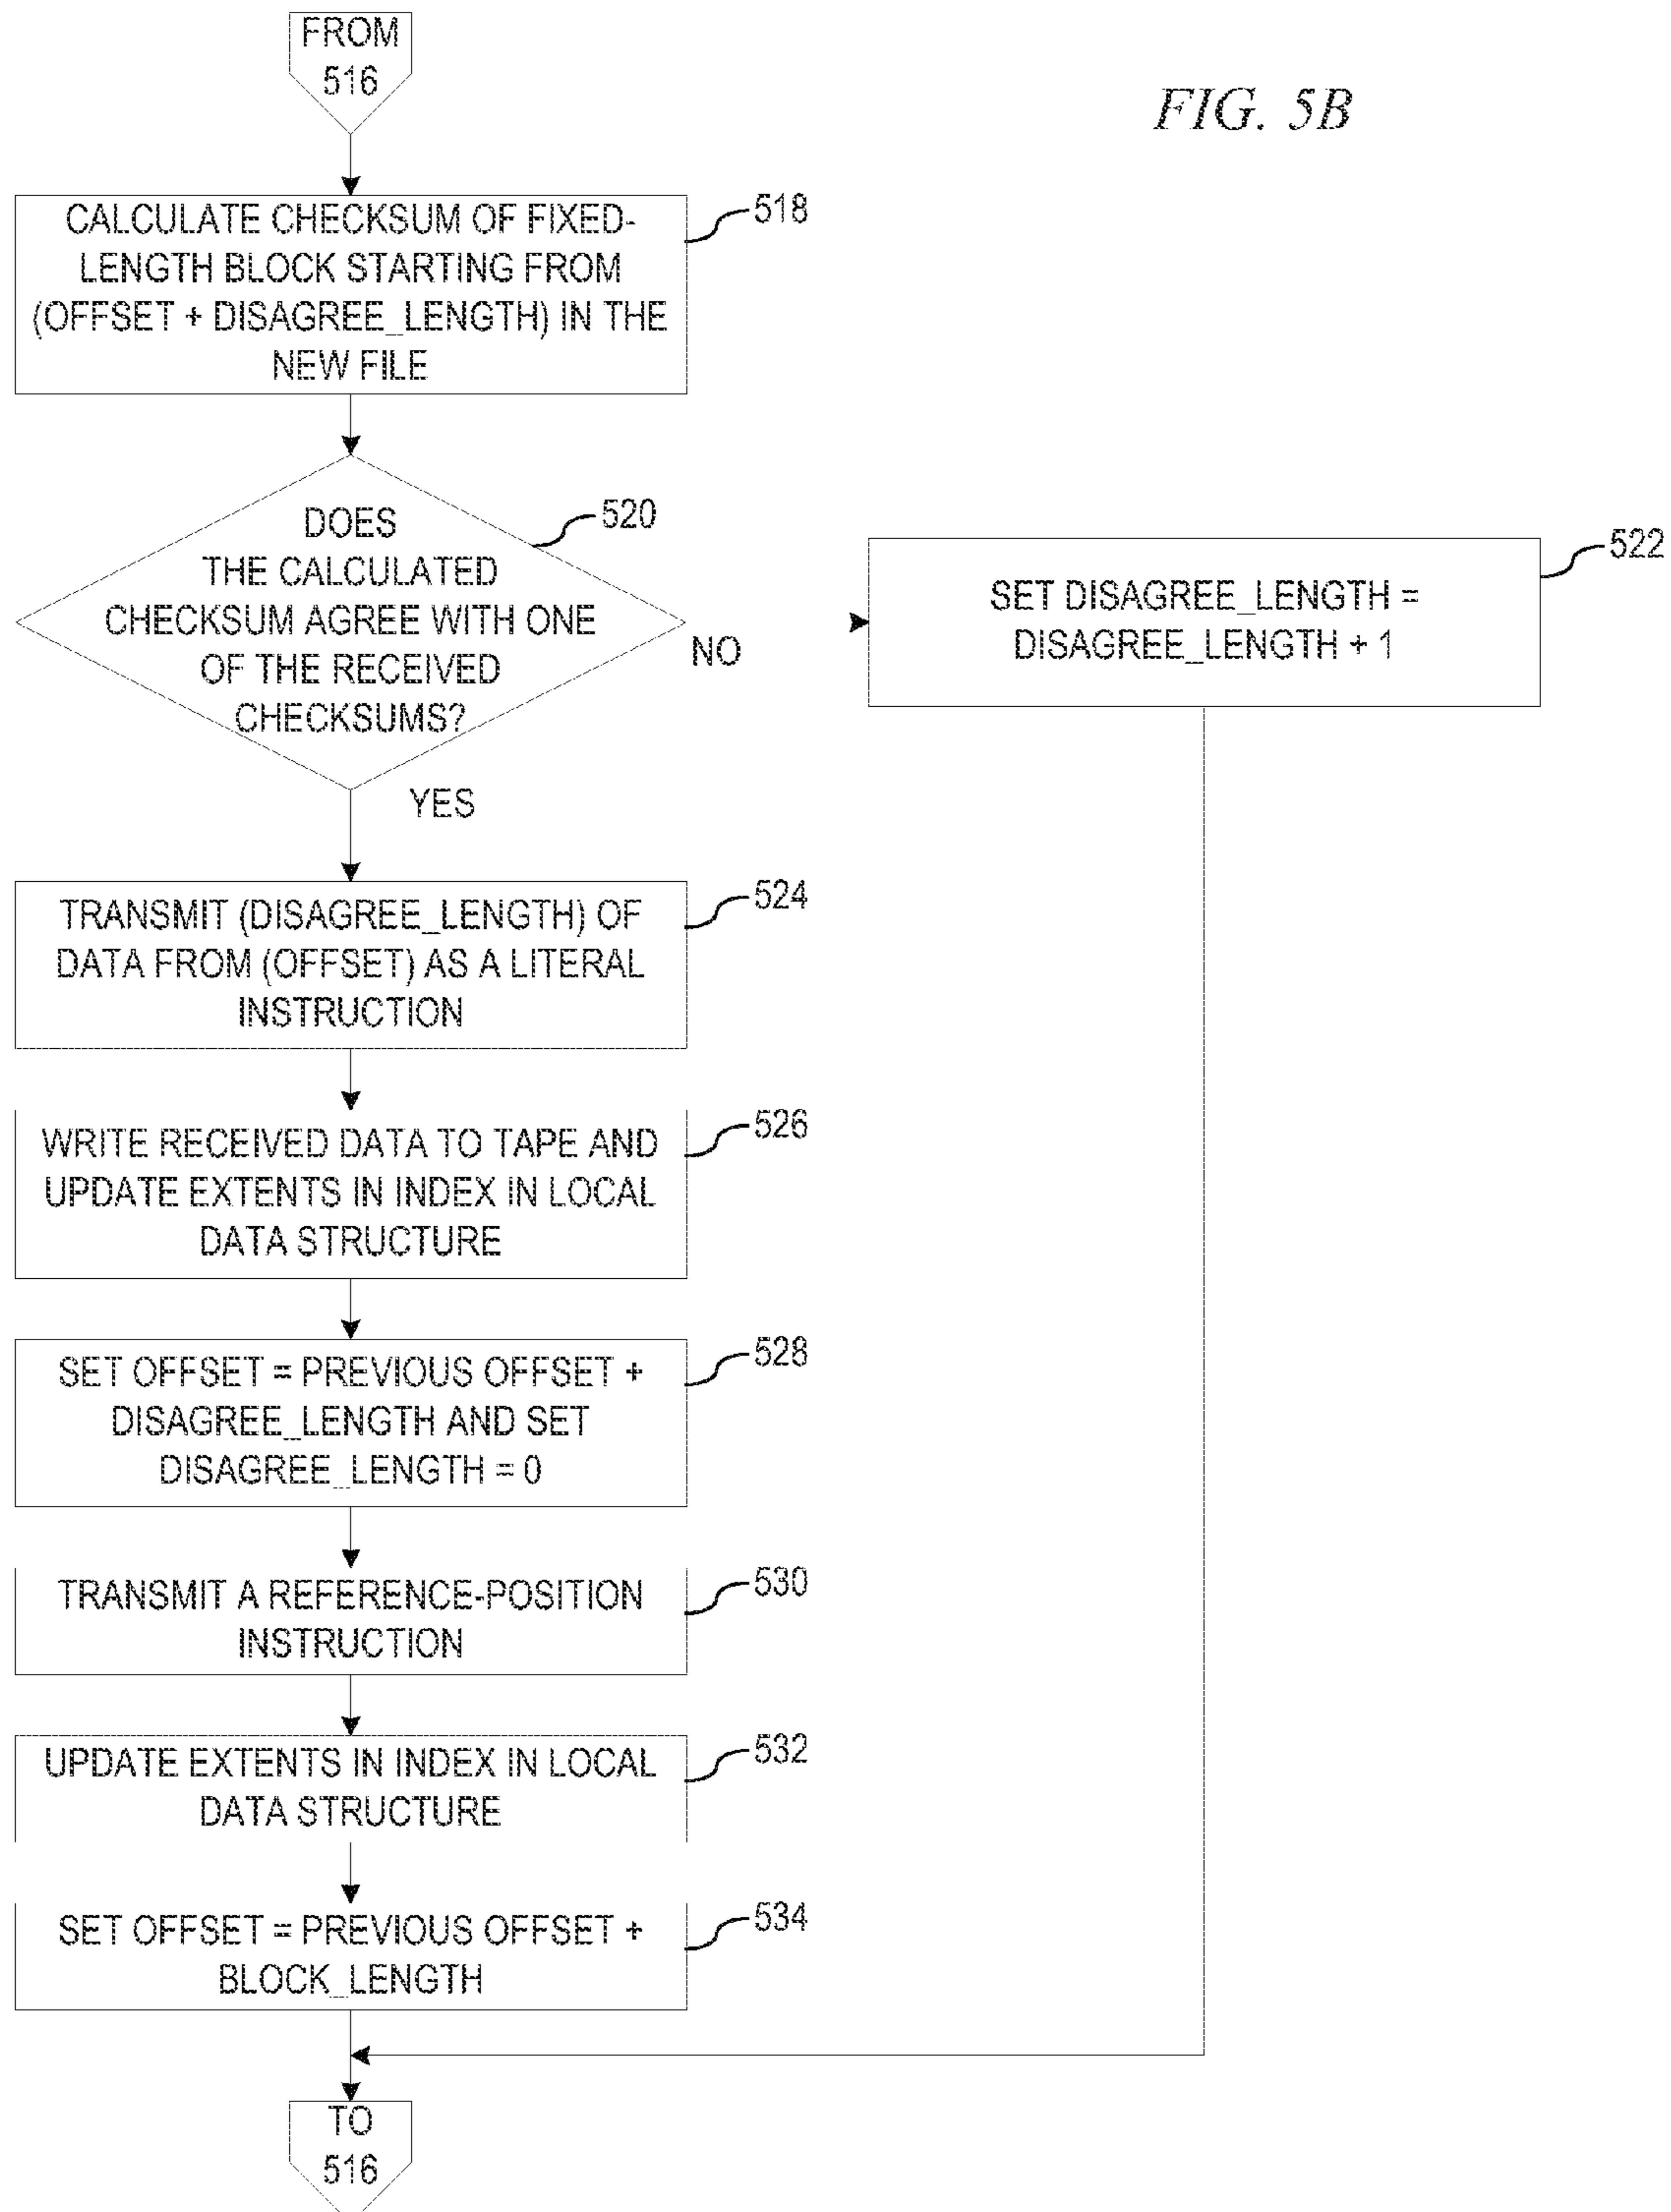 FROM
516
FIG. 5B
CALCULATE CHECKSUM OF FIXED-
LENGTH BLOCK STARTING FROM
(OFFSET + DISAGREE_LENGTH) IN THE
NEW FILE
518
DOES
THE CALCULATED
CHECKSUM AGREE WITH ONE
OF THE RECEIVED
CHECKSUMS?
520
NO
SET DISAGREE_LENGTH =
DISAGREE_LENGTH + 1
522
YES
TRANSMIT (DISAGREE_LENGTH) OF
DATA FROM (OFFSET) AS A LITERAL
INSTRUCTION
524
WRITE RECEIVED DATA TO TAPE AND
UPDATE EXTENTS IN INDEX IN LOCAL
DATA STRUCTURE
526
SET OFFSET = PREVIOUS OFFSET +
DISAGREE_LENGTH AND SET
DISAGREE_LENGTH = 0
528
TRANSMIT A REFERENCE-POSITION
INSTRUCTION
530
UPDATE EXTENTS IN INDEX IN LOCAL
DATA STRUCTURE
532
SET OFFSET = PREVIOUS OFFSET +
BLOCK_LENGTH
534
TO
516